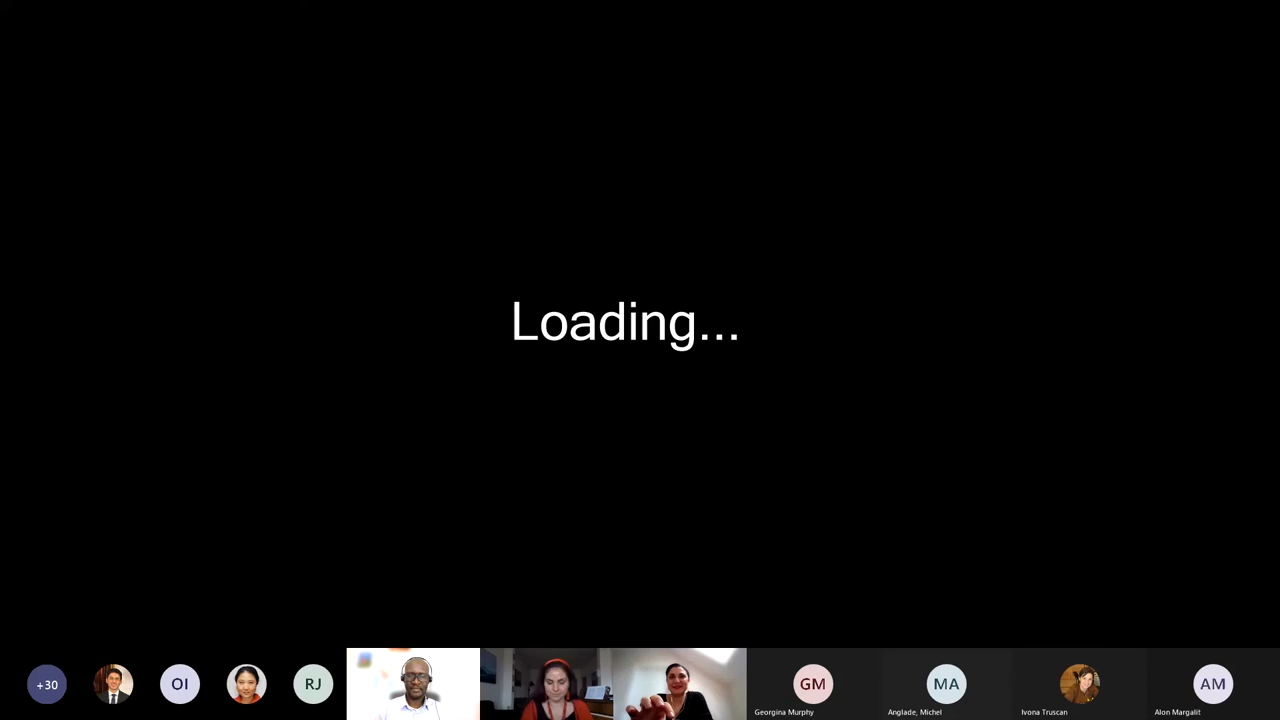 Loading...
+30
OI
RJ
GM
Georgina Murphy
MA
Anglade, Michel
Ivona Truscan
AM
Alon Margalit